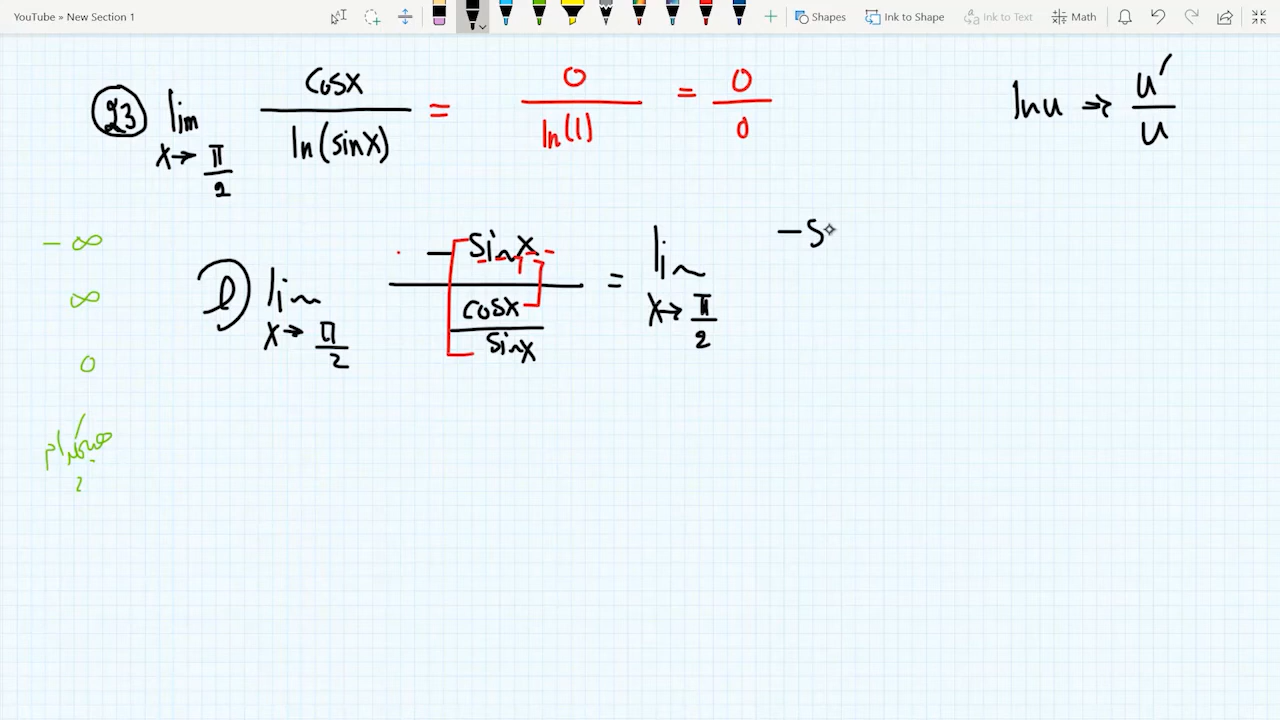 YouTube » New Section 1
Shapes Ink to Shape Ink to Text Math
23 lim x→π/2 cosx / ln(sinx) = 0 / ln(1) = 0 / 0
ln u ⇒ u′ / u
−∞
∞
0
ⓛ lim x→π/2 −sinx / (cosx / sinx) = lim x→π/2 −s